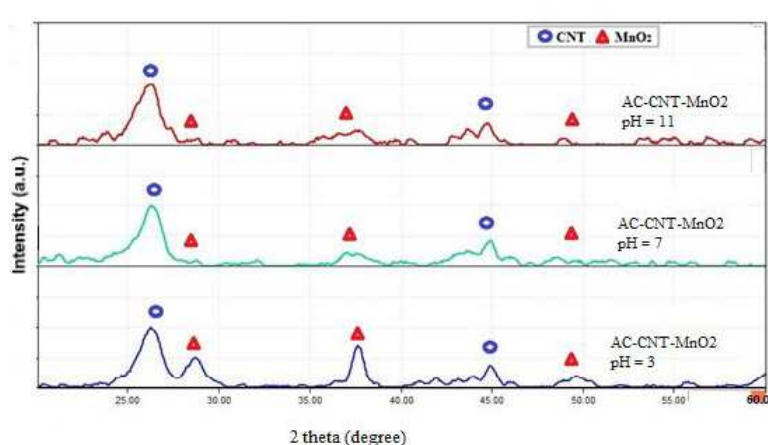 CNT MnO₂
AC-CNT-MnO2
pH = 11
Intensity (a.u.)
AC-CNT-MnO2
pH = 7
AC-CNT-MnO2
pH = 3
25.00 30.00 35.00 40.00 45.00 50.00 55.00 60.0
2 theta (degree)